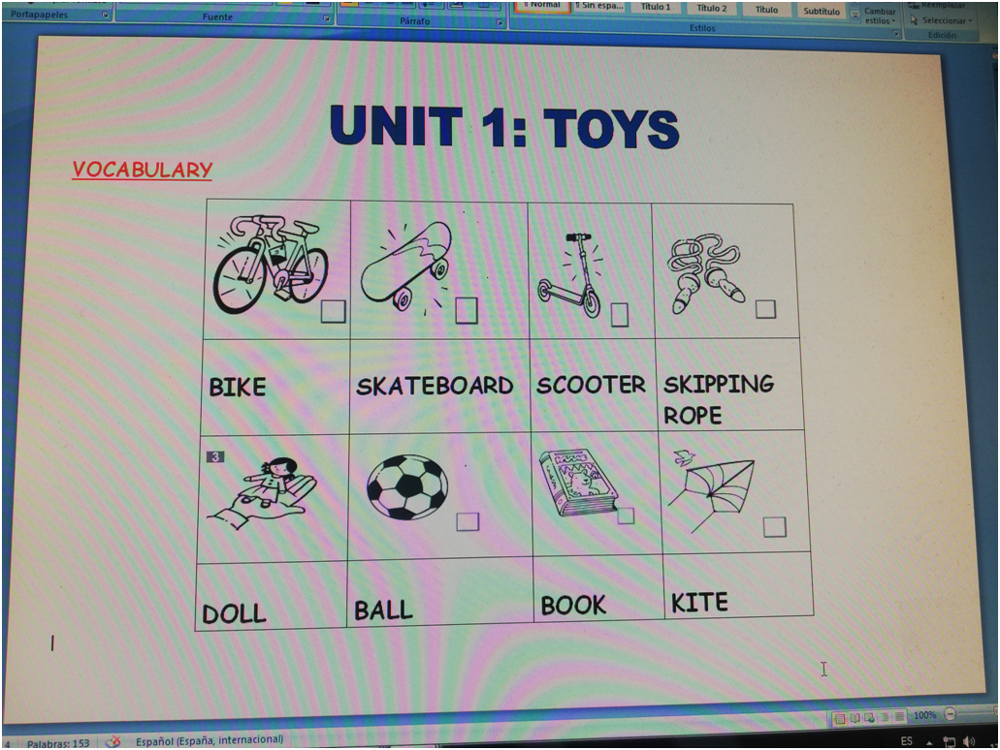 Portapapeles
Fuente
Párrafo
Estilos
Edición
¶ Normal
¶ Sin espa...
Título 1
Título 2
Título
Subtítulo
Cambiar
estilos
Reemplazar
Seleccionar
UNIT 1: TOYS
VOCABULARY
BIKE
SKATEBOARD
SCOOTER
SKIPPING
ROPE
3
DOLL
BALL
BOOK
KITE
100%
4
Palabras: 153
Español (España, internacional)
ES